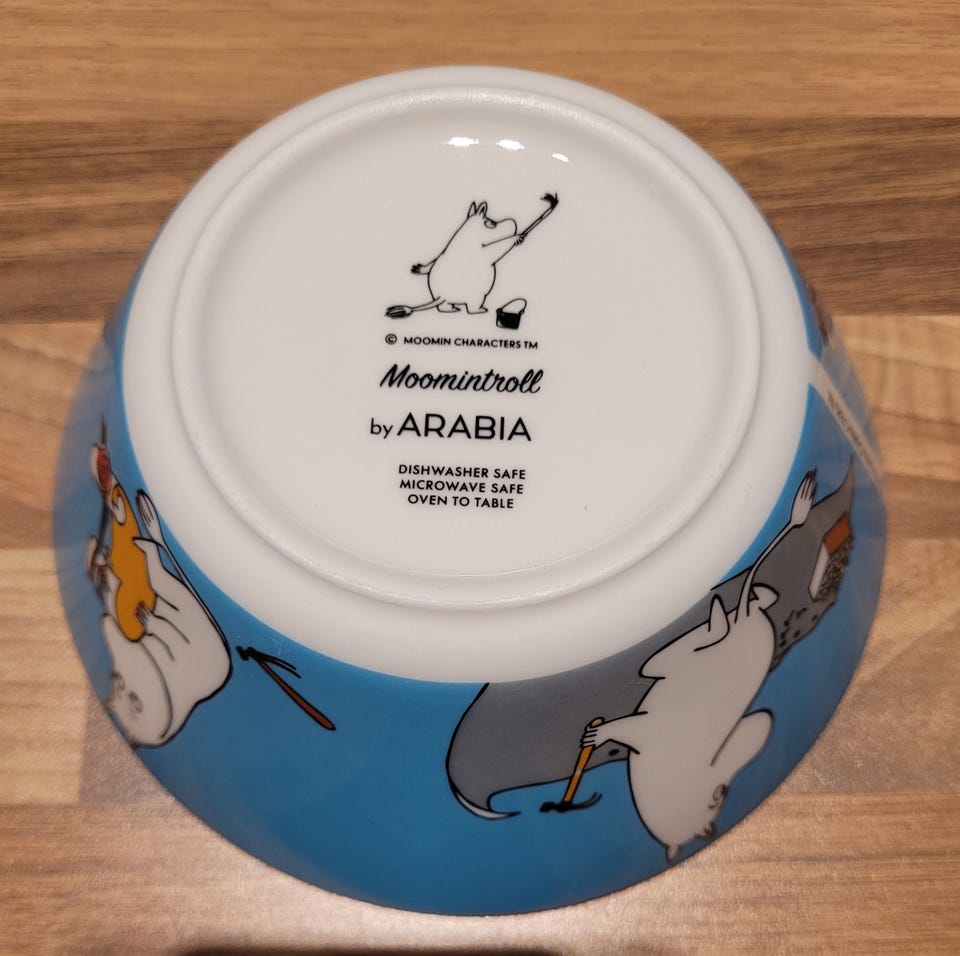 © MOOMIN CHARACTERS TM
Moomintroll
by ARABIA
DISHWASHER SAFE
MICROWAVE SAFE
OVEN TO TABLE